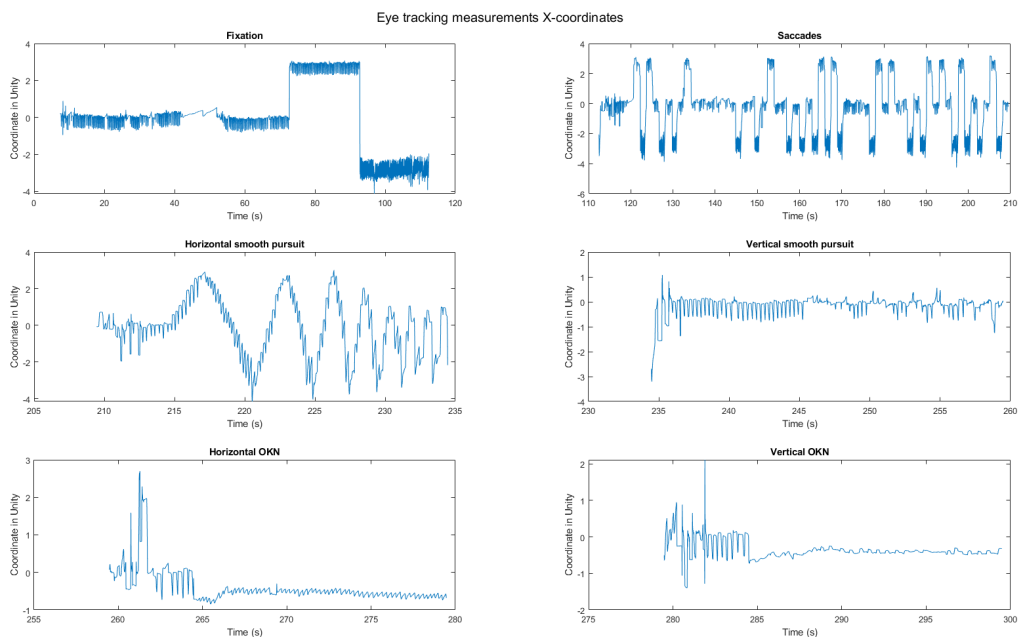 Eye tracking measurements X-coordinates
Fixation
Coordinate in Unity
4
2
0
-2
-4
0 20 40 60 80 100 120
Time (s)
Saccades
Coordinate in Unity
4
2
0
-2
-4
-6
110 120 130 140 150 160 170 180 190 200 210
Time (s)
Horizontal smooth pursuit
Coordinate in Unity
4
2
0
-2
-4
205 210 215 220 225 230 235
Time (s)
Vertical smooth pursuit
Coordinate in Unity
2
1
0
-1
-2
-3
-4
230 235 240 245 250 255 260
Time (s)
Horizontal OKN
Coordinate in Unity
3
2
1
0
-1
255 260 265 270 275 280
Time (s)
Vertical OKN
Coordinate in Unity
2
1
0
-1
-2
275 280 285 290 295 300
Time (s)